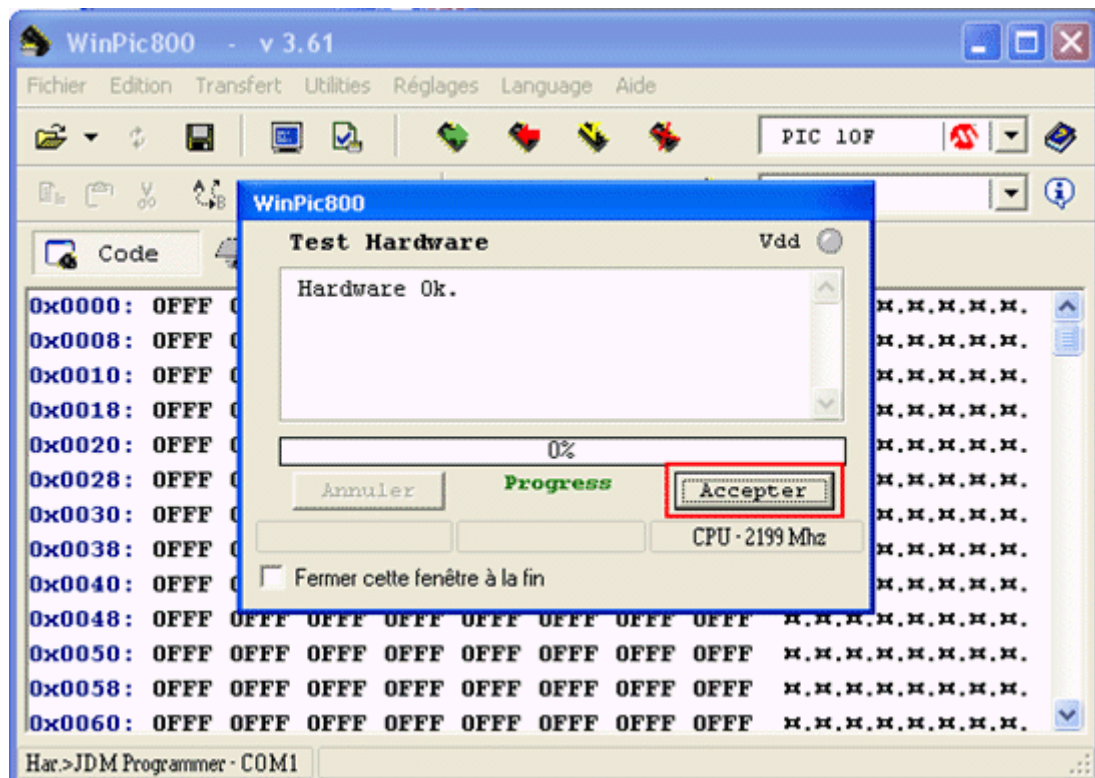 WinPic800 - v 3.61
Fichier Edition Transfert Utilities Réglages Language Aide
PIC 10F
WinPic800
Code
Test Hardware Vdd
Hardware Ok.
0%
Annuler Progress Accepter
CPU - 2199 Mhz
Fermer cette fenêtre à la fin
0x0000: 0FFF ¤.¤.¤.¤.¤.
0x0008: 0FFF ¤.¤.¤.¤.¤.
0x0010: 0FFF ¤.¤.¤.¤.¤.
0x0018: 0FFF ¤.¤.¤.¤.¤.
0x0020: 0FFF ¤.¤.¤.¤.¤.
0x0028: 0FFF ¤.¤.¤.¤.¤.
0x0030: 0FFF ¤.¤.¤.¤.¤.
0x0038: 0FFF ¤.¤.¤.¤.¤.
0x0040: 0FFF ¤.¤.¤.¤.¤.
0x0048: 0FFF 0FFF 0FFF 0FFF 0FFF 0FFF 0FFF 0FFF ¤.¤.¤.¤.¤.¤.¤.¤.
0x0050: 0FFF 0FFF 0FFF 0FFF 0FFF 0FFF 0FFF 0FFF ¤.¤.¤.¤.¤.¤.¤.¤.
0x0058: 0FFF 0FFF 0FFF 0FFF 0FFF 0FFF 0FFF 0FFF ¤.¤.¤.¤.¤.¤.¤.¤.
0x0060: 0FFF 0FFF 0FFF 0FFF 0FFF 0FFF 0FFF 0FFF ¤.¤.¤.¤.¤.¤.¤.¤.
Har.>JDM Programmer - COM1